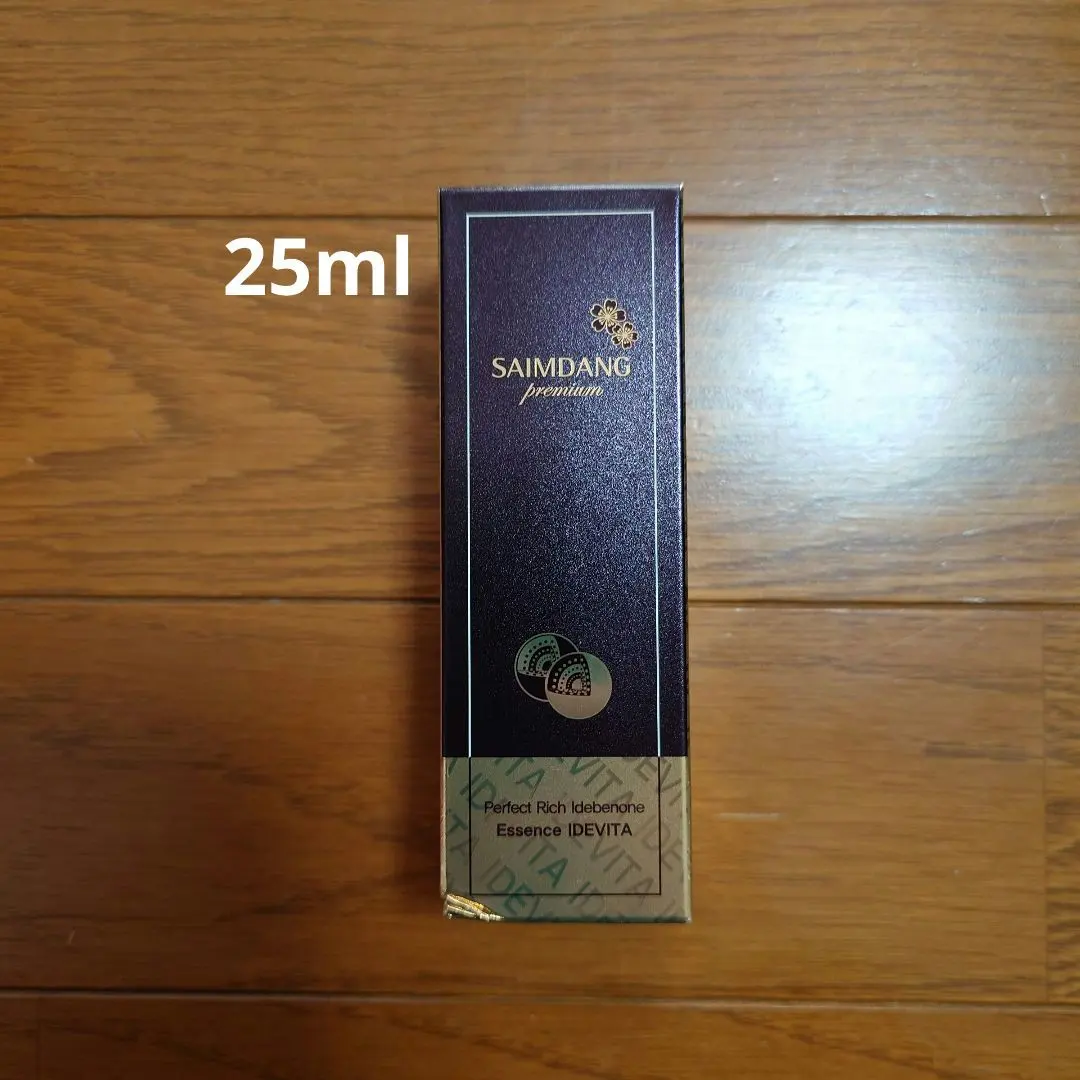 25ml
SAIMDANG
premium
Perfect Rich Idebenone
Essence IDEVITA